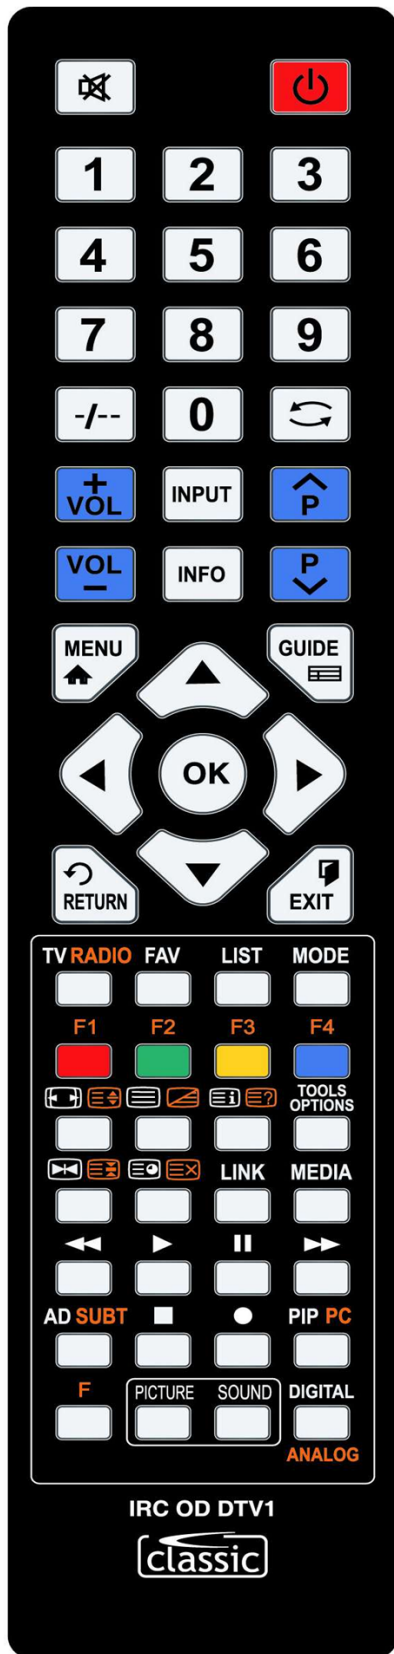 1 2 3
4 5 6
7 8 9
-/-- 0
+ INPUT P
VOL
VOL INFO P
−
MENU GUIDE
OK
RETURN EXIT
TV RADIO FAV LIST MODE
F1 F2 F3 F4
i ? TOOLS
OPTIONS
LINK MEDIA
AD SUBT PIP PC
F PICTURE SOUND DIGITAL
ANALOG
IRC OD DTV1
classic